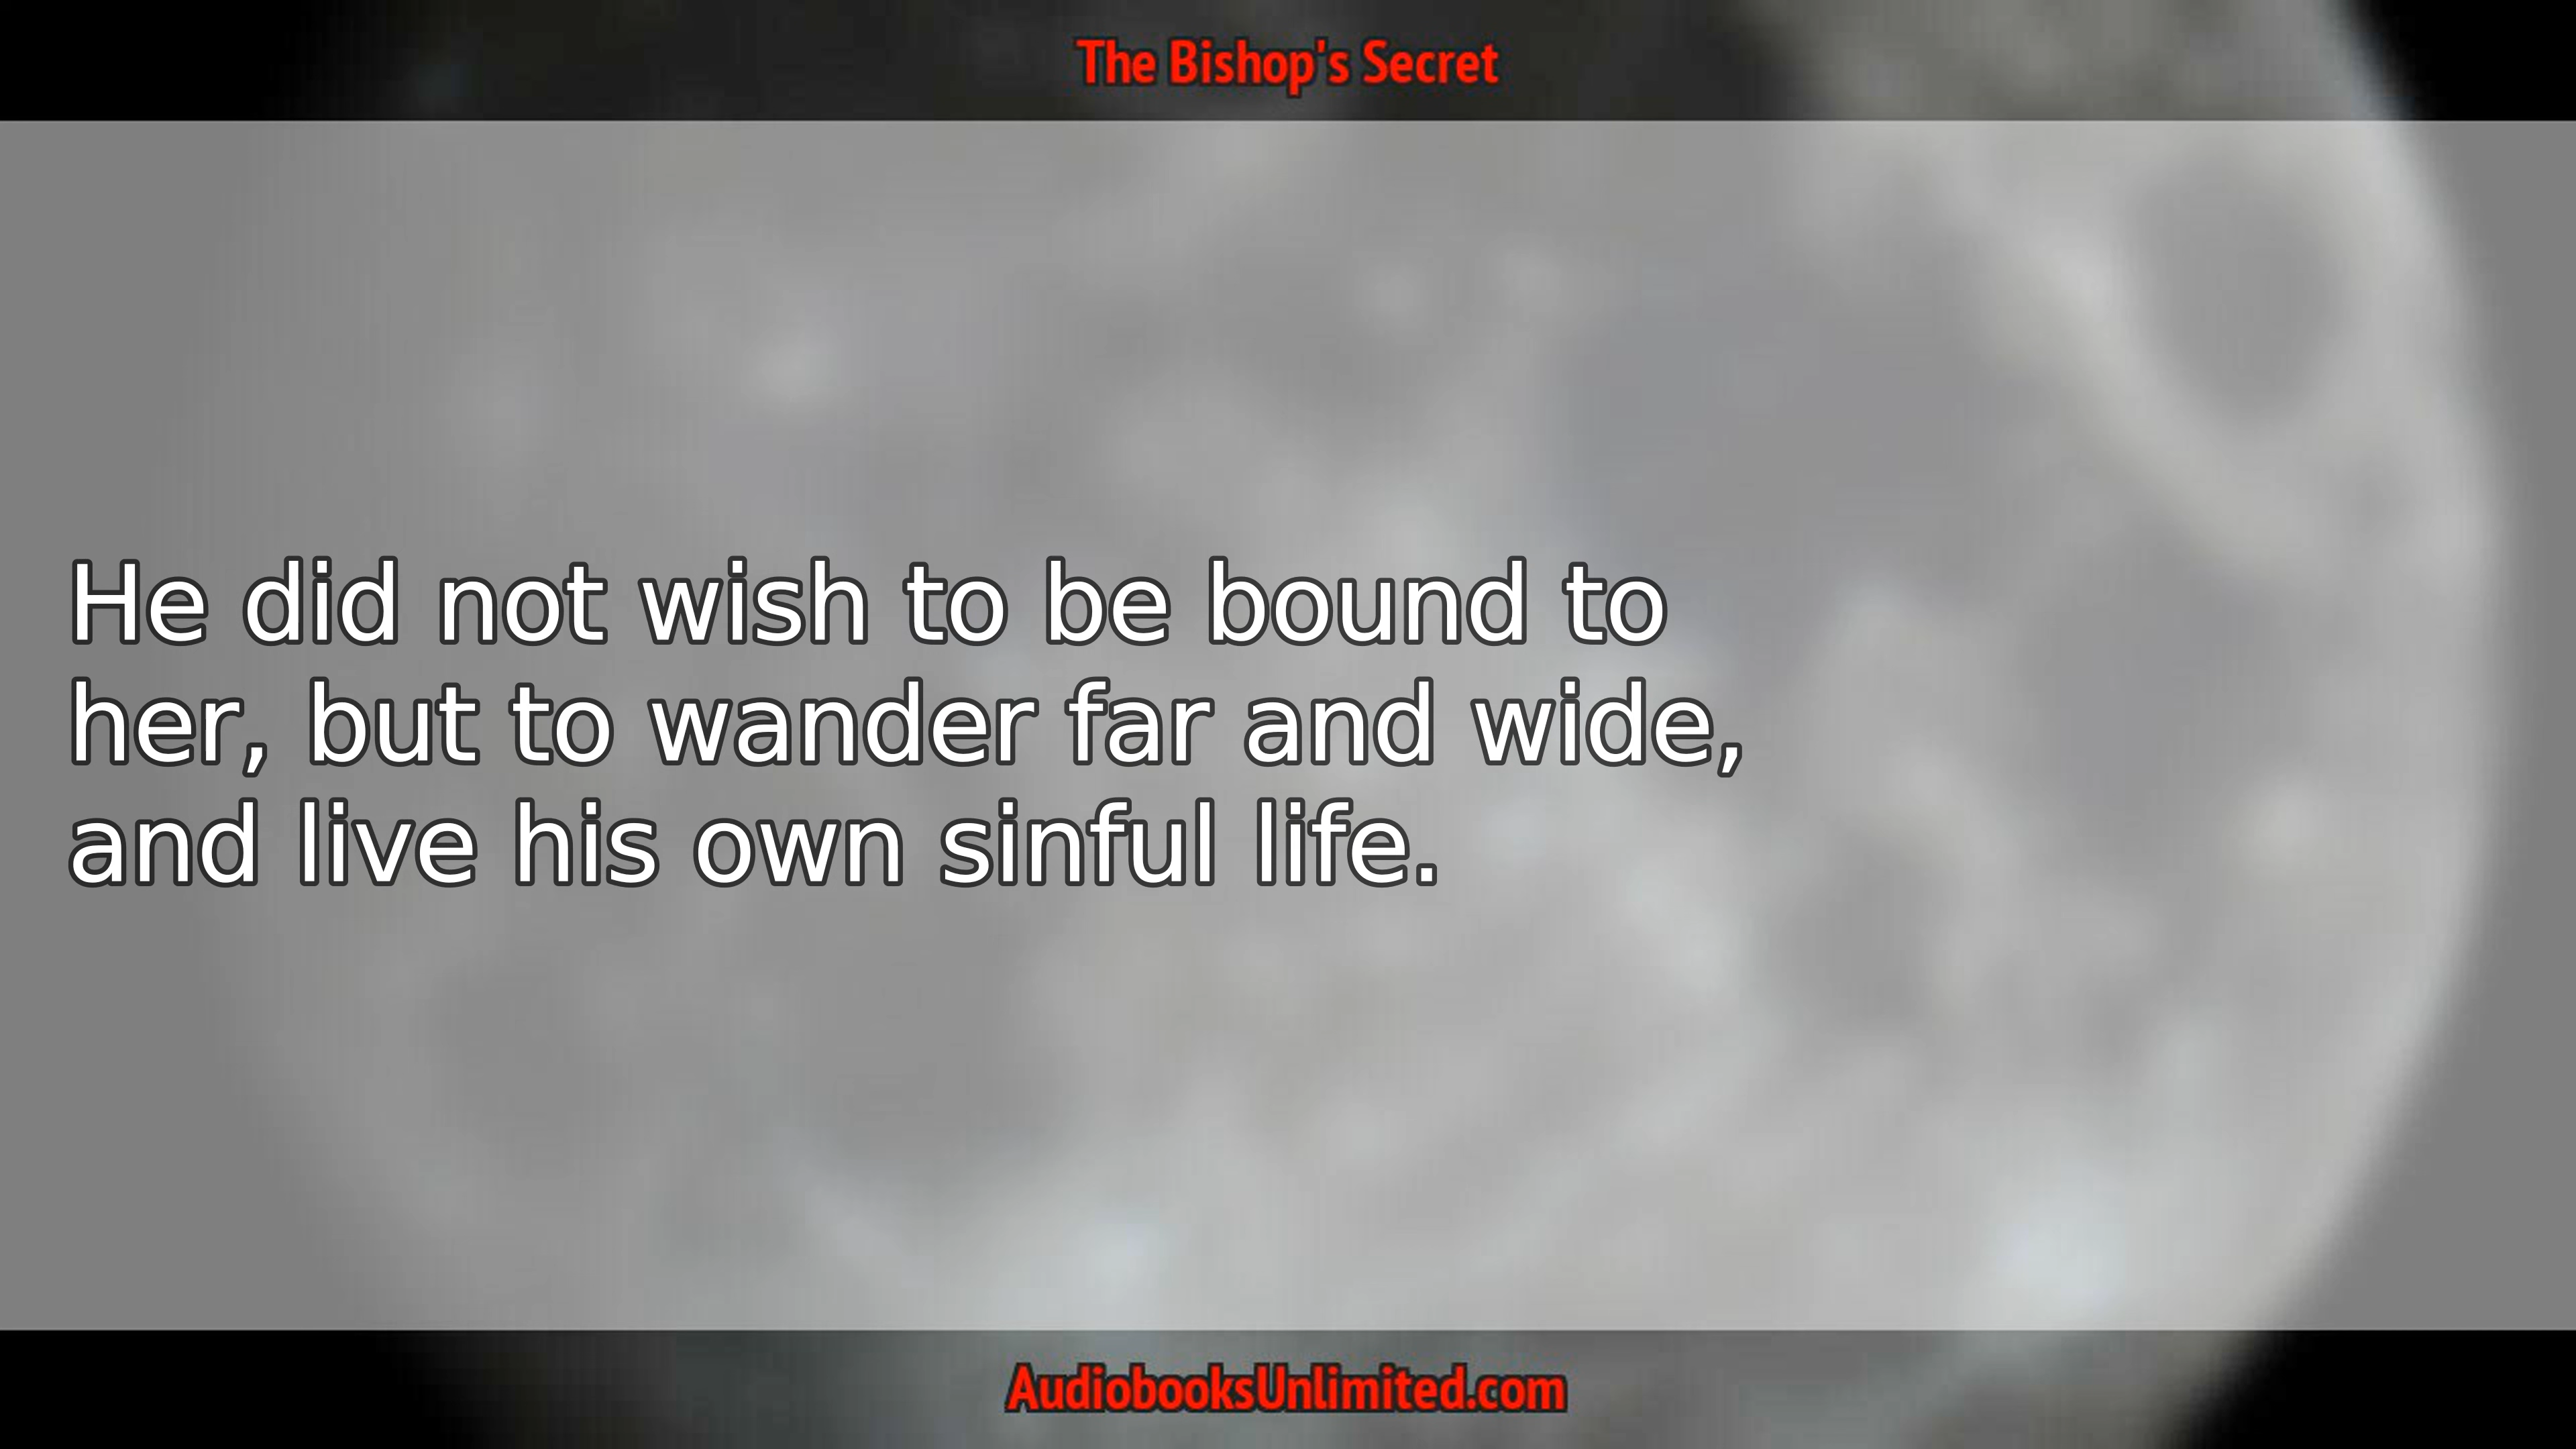 The Bishop's Secret
He did not wish to be bound to
her, but to wander far and wide,
and live his own sinful life.
AudiobooksUnlimited.com